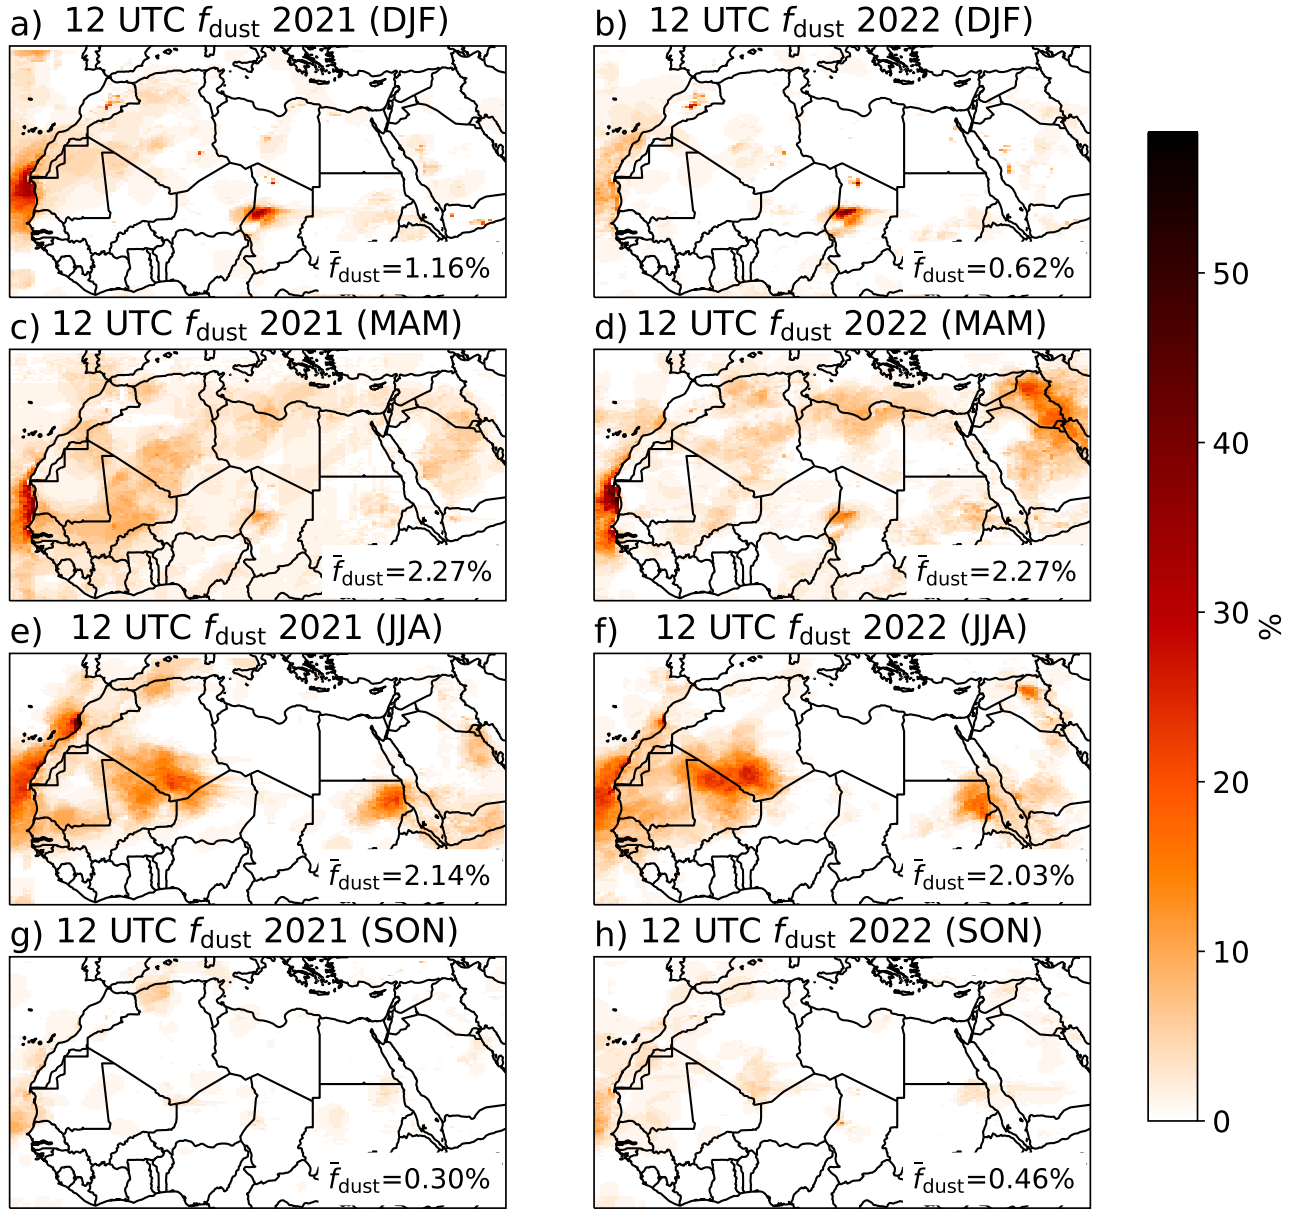 a) 12 UTC f_dust 2021 (DJF)
b) 12 UTC f_dust 2022 (DJF)
f̄_dust=1.16%
f̄_dust=0.62%
c) 12 UTC f_dust 2021 (MAM)
d) 12 UTC f_dust 2022 (MAM)
f̄_dust=2.27%
f̄_dust=2.27%
e) 12 UTC f_dust 2021 (JJA)
f) 12 UTC f_dust 2022 (JJA)
f̄_dust=2.14%
f̄_dust=2.03%
g) 12 UTC f_dust 2021 (SON)
h) 12 UTC f_dust 2022 (SON)
f̄_dust=0.30%
f̄_dust=0.46%
50
40
30
20
10
0
%